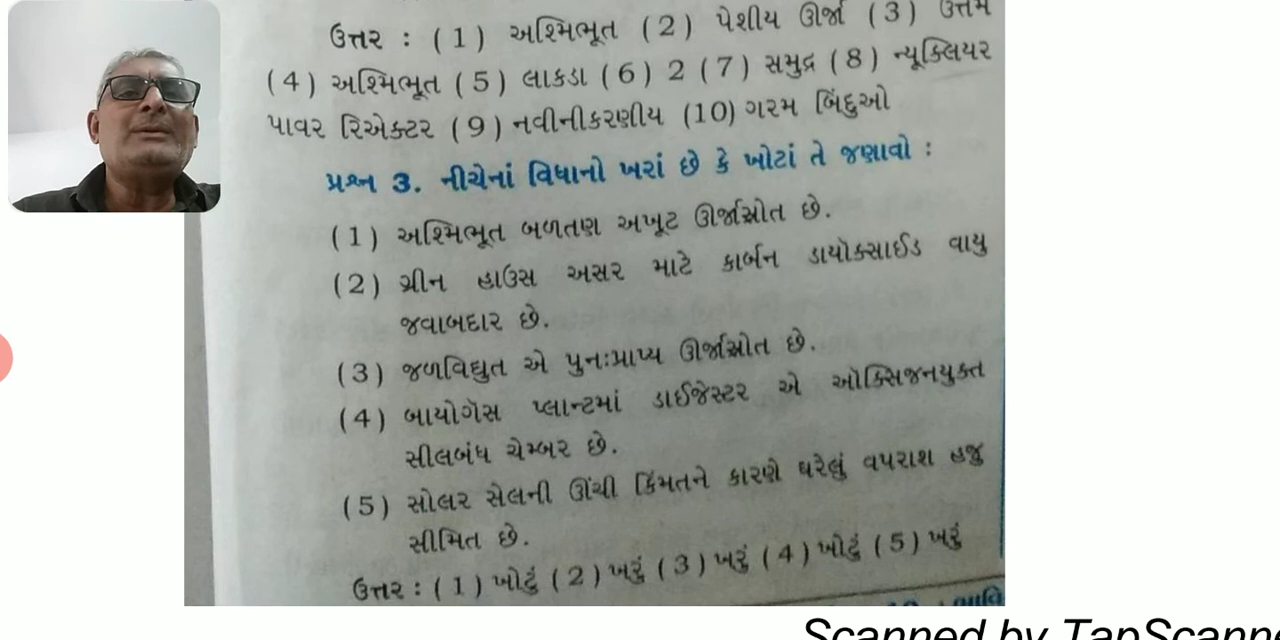 ઉત્તર : (1) અશ્મિભૂત (2) પેશીય ઊર્જા (3) ઉત્તમ
(4) અશ્મિભૂત (5) લાકડા (6) 2 (7) સમુદ્ર (8) ન્યૂક્લિયર
પાવર રિએક્ટર (9) નવીનીકરણીય (10) ગરમ બિંદુઓ
પ્રશ્ન 3. નીચેનાં વિધાનો ખરાં છે કે ખોટાં તે જણાવો :
(1) અશ્મિભૂત બળતણ અખૂટ ઊર્જાસ્રોત છે.
(2) ગ્રીન હાઉસ અસર માટે કાર્બન ડાયૉક્સાઈડ વાયુ
જવાબદાર છે.
(3) જળવિદ્યુત એ પુનઃપ્રાપ્ય ઊર્જાસ્રોત છે.
(4) બાયોગૅસ પ્લાન્ટમાં ડાઈજેસ્ટર એ ઑક્સિજનયુક્ત
સીલબંધ ચેમ્બર છે.
(5) સોલર સેલની ઊંચી કિંમતને કારણે ઘરેલું વપરાશ હજુ
સીમિત છે.
ઉત્તર : (1) ખોટું (2) ખરું (3) ખરું (4) ખોટું (5) ખરું
Scanned by TapScanne